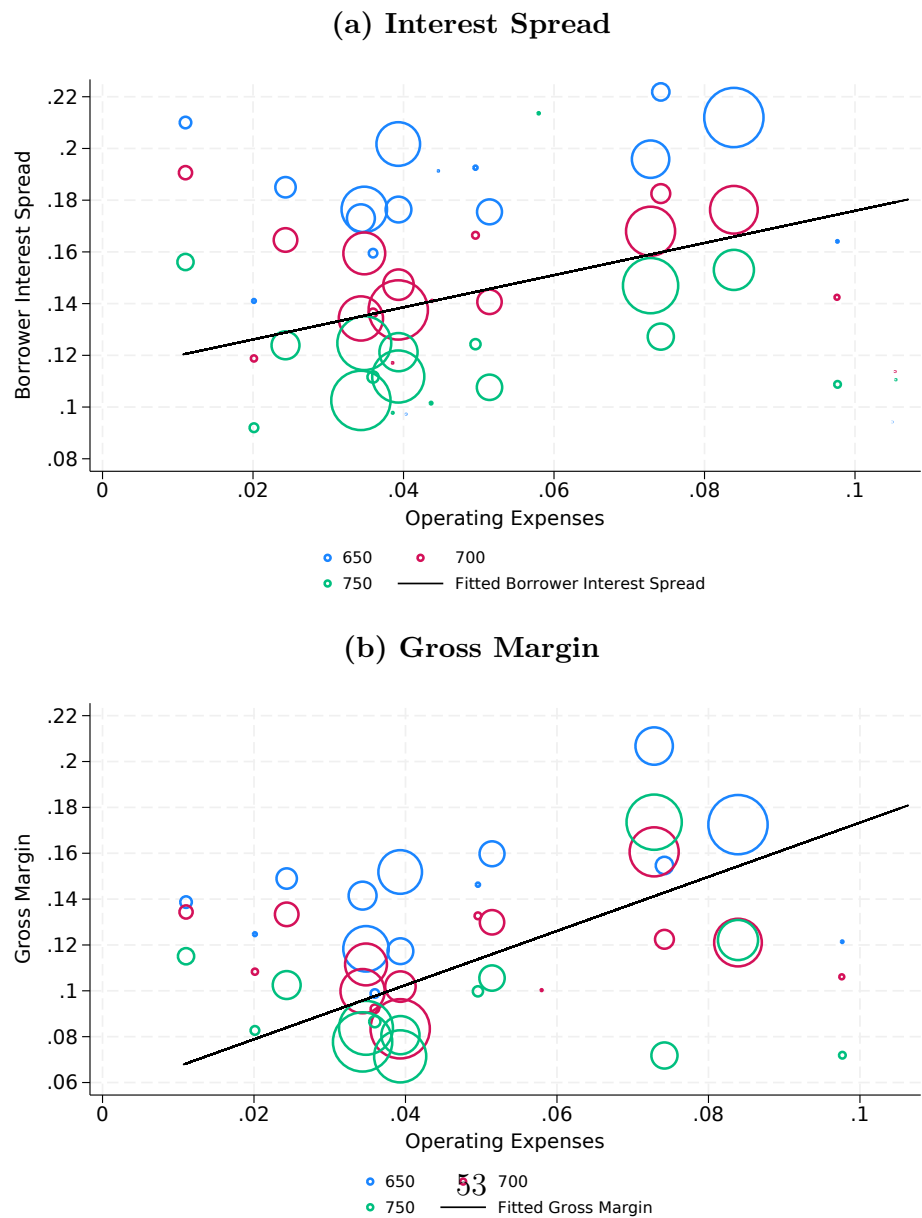 (a) Interest Spread
Borrower Interest Spread
.22
.2
.18
.16
.14
.12
.1
.08
0 .02 .04 .06 .08 .1
Operating Expenses
650 700
750 Fitted Borrower Interest Spread
(b) Gross Margin
Gross Margin
.22
.2
.18
.16
.14
.12
.1
.08
.06
0 .02 .04 .06 .08 .1
Operating Expenses
650 700
53
750 Fitted Gross Margin